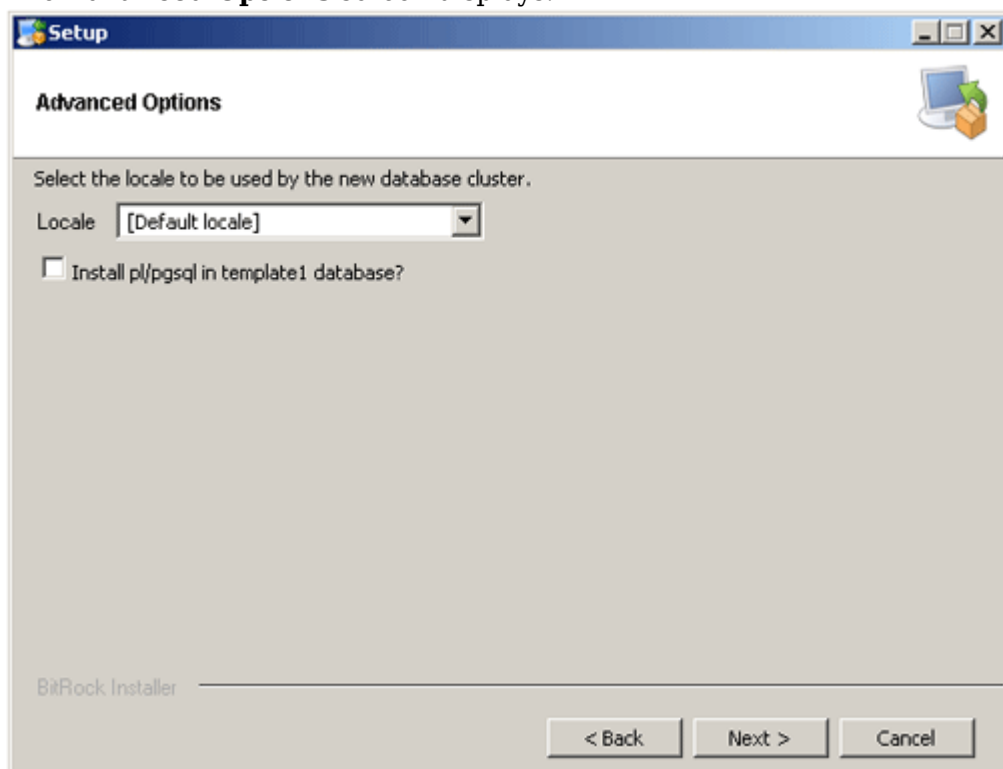 Setup
Advanced Options
Select the locale to be used by the new database cluster.
Locale [Default locale]
Install pl/pgsql in template1 database?
BitRock Installer
< Back Next > Cancel